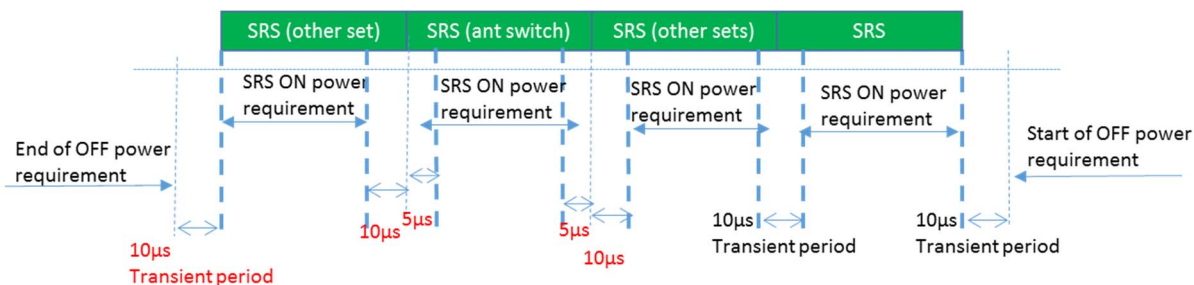 SRS (other set)
SRS (ant switch)
SRS (other sets)
SRS
SRS ON power
requirement
SRS ON power
requirement
SRS ON power
requirement
SRS ON power
requirement
End of OFF power
requirement
Start of OFF power
requirement
10µs
Transient period
10µs
5µs
5µs
10µs
10µs
Transient period
10µs
Transient period